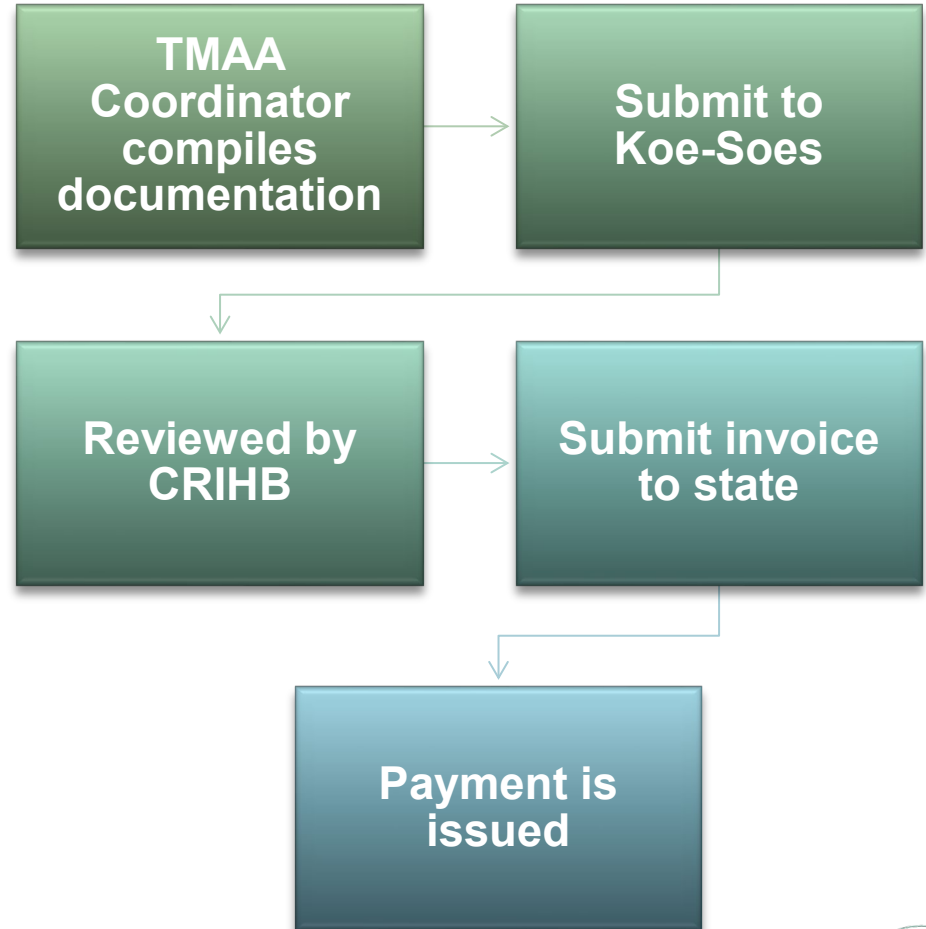 TMAA
Coordinator
compiles
documentation
Submit to
Koe-Soes
Reviewed by
CRIHB
Submit invoice
to state
Payment is
issued